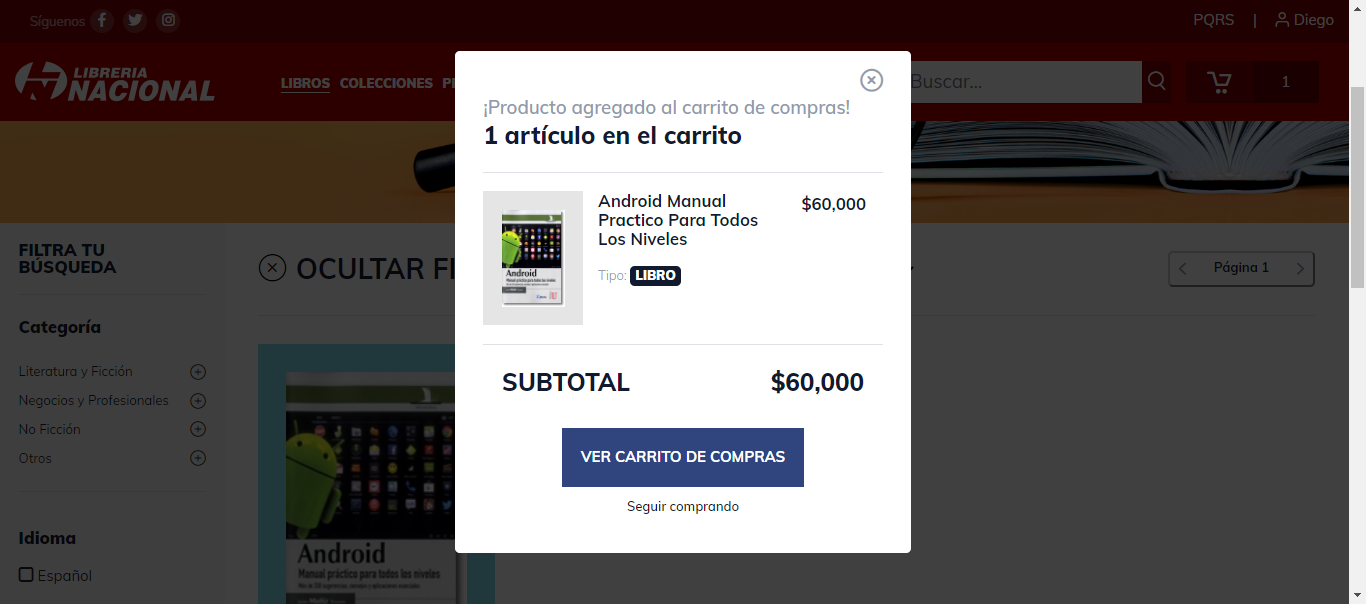 Síguenos
PQRS | Diego
LIBRERIA
NACIONAL
LIBROS COLECCIONES
Buscar...
1
¡Producto agregado al carrito de compras!
1 artículo en el carrito
Android Manual
Practico Para Todos
Los Niveles
$60,000
Tipo: LIBRO
Android
SUBTOTAL $60,000
VER CARRITO DE COMPRAS
Seguir comprando
FILTRA TU
BÚSQUEDA
Categoría
Literatura y Ficción
Negocios y Profesionales
No Ficción
Otros
Idioma
Español
OCULTAR
Página 1
Android
Manual práctico para todos los niveles